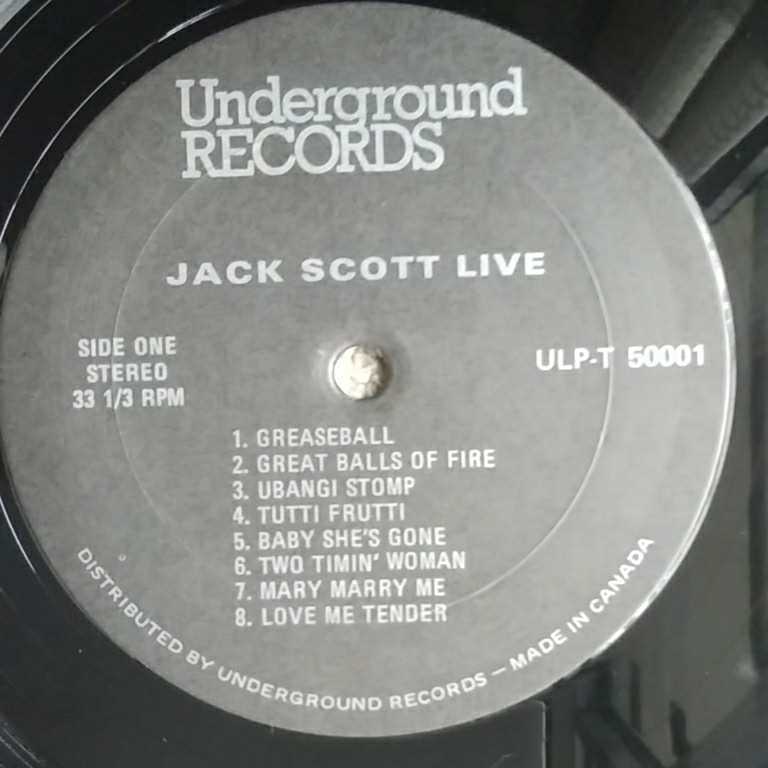 Underground
RECORDS
JACK SCOTT LIVE
SIDE ONE
STEREO
33 1/3 RPM
ULP-T 50001
1. GREASEBALL
2. GREAT BALLS OF FIRE
3. UBANGI STOMP
4. TUTTI FRUTTI
5. BABY SHE'S GONE
6. TWO TIMIN' WOMAN
7. MARY MARRY ME
8. LOVE ME TENDER
DISTRIBUTED BY UNDERGROUND RECORDS — MADE IN CANADA